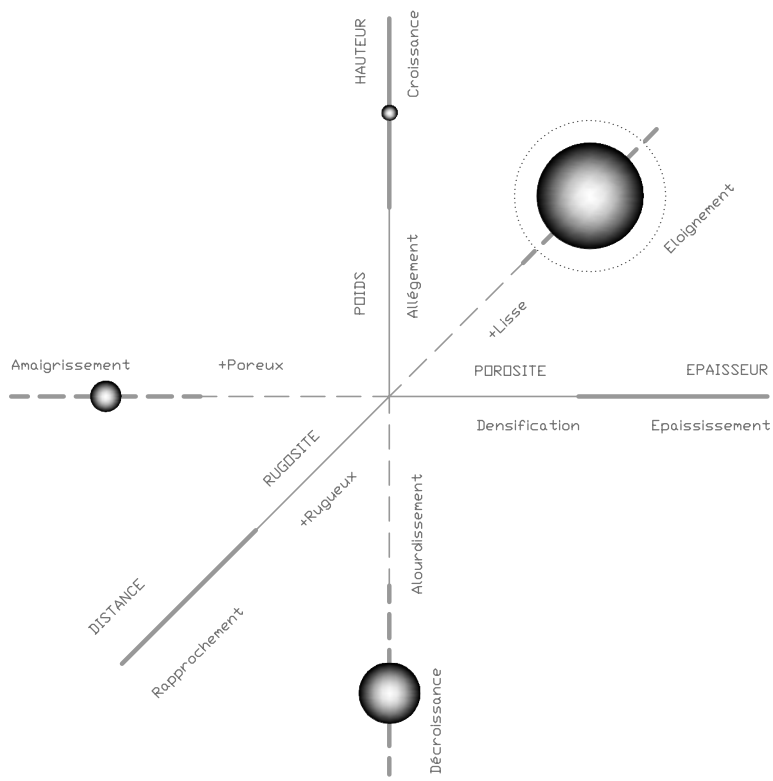 HAUTEUR
Croissance
POIDS
Allégement
Eloignement
+Lisse
Amaigrissement
+Poreux
POROSITE
EPAISSEUR
Densification
Epaississement
RUGOSITE
+Rugueux
Alourdissement
DISTANCE
Rapprochement
Décroissance